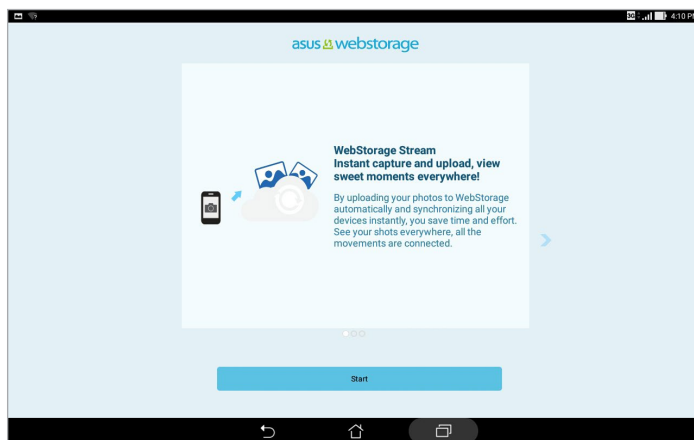 3G 4:10 PM
asus webstorage
WebStorage Stream
Instant capture and upload, view
sweet moments everywhere!
By uploading your photos to WebStorage
automatically and synchronizing all your
devices instantly, you save time and effort.
See your shots everywhere, all the
movements are connected.
Start